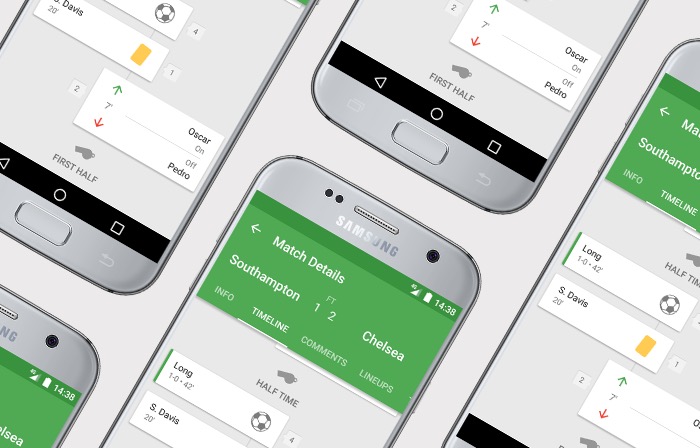 S. Davis
20'
4
1
2
7'
Oscar
On
Off
Pedro
FIRST HALF
2
7'
Oscar
On
Off
Pedro
FIRST HALF
SAMSUNG
4G 14:38
Match Details
Southampton
FT
1 2
Chelsea
INFO
TIMELINE
COMMENTS
LINEUPS
HALF TIME
Long
1-0 • 42'
S. Davis
20'
4
14:38
Southampton
INFO
TIMELINE
HALF TIM
Long
1-0 • 42'
S. Davis
20'
1
2
7'